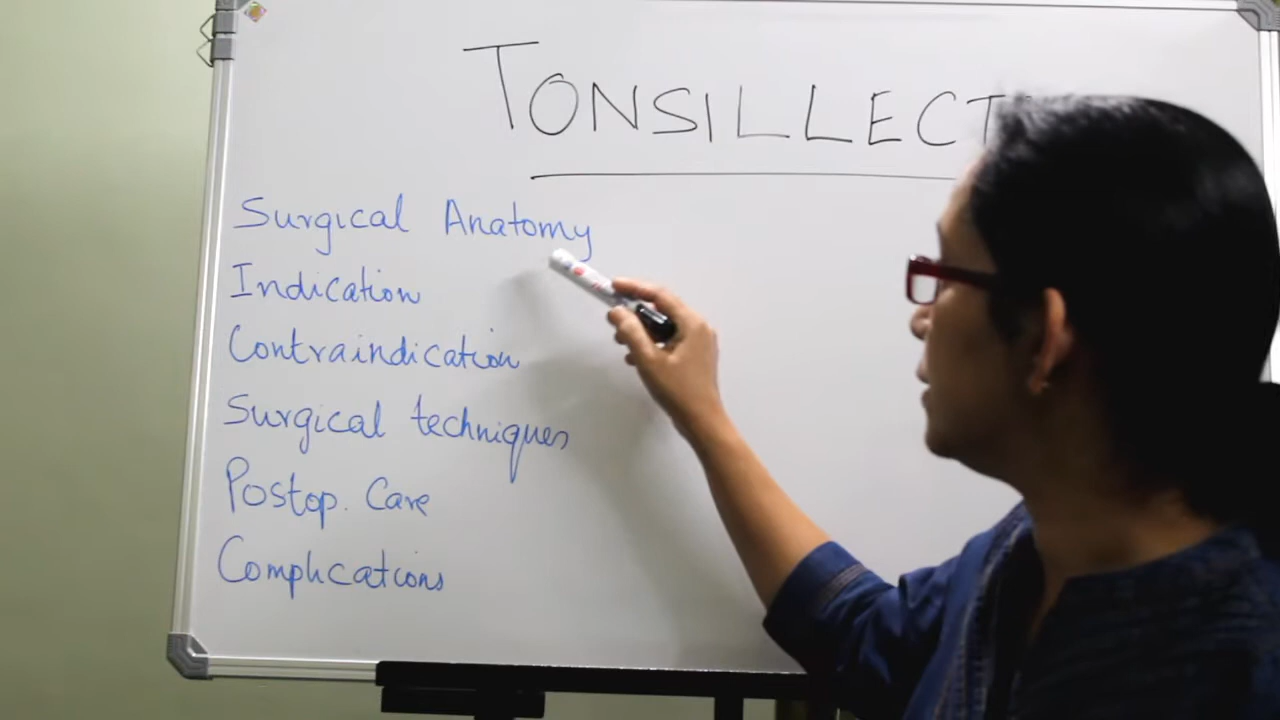 TONSILLECT
Surgical Anatomy
Indication
Contraindication
Surgical techniques
Postop. Care
Complications